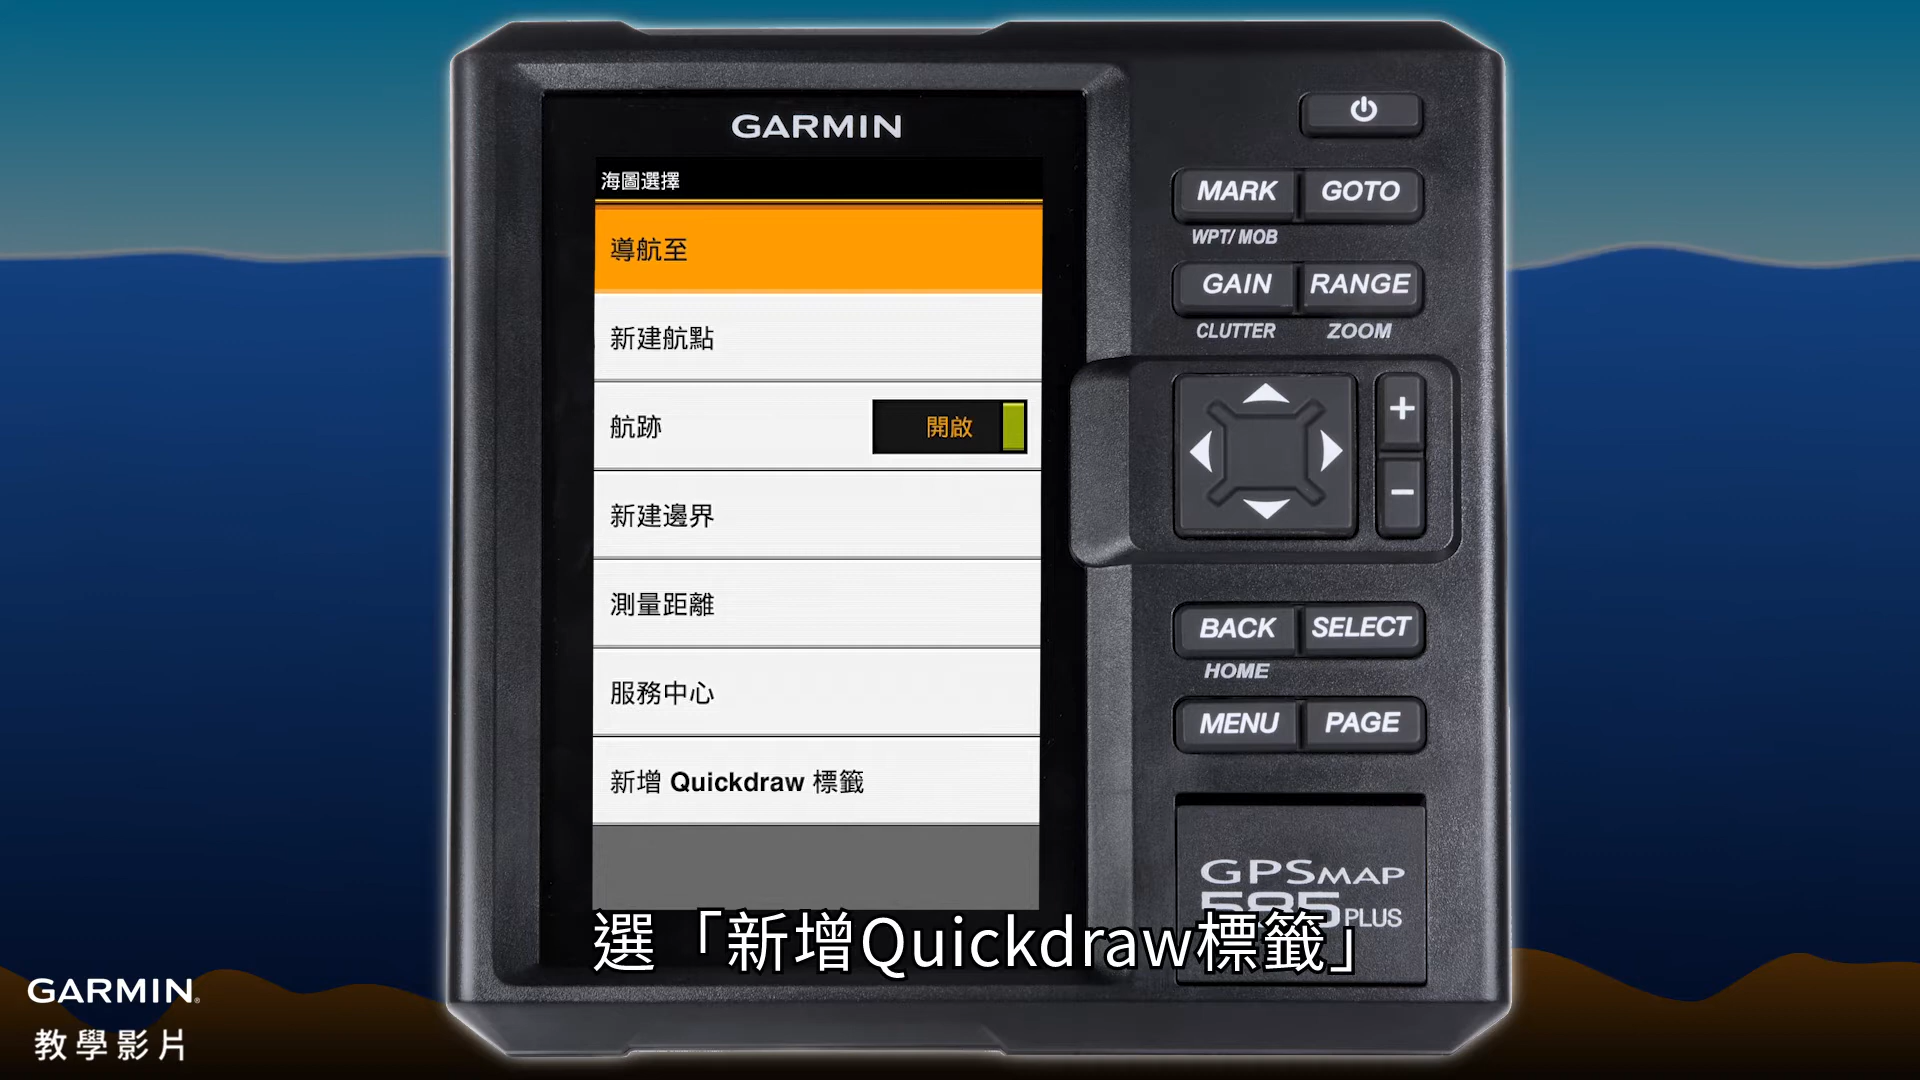 GARMIN
海圖選擇
導航至
新建航點
航跡
開啟
新建邊界
測量距離
服務中心
新增 Quickdraw 標籤
MARK
GOTO
WPT/ MOB
GAIN
RANGE
CLUTTER
ZOOM
+
−
BACK
SELECT
HOME
MENU
PAGE
GPSMAP
585 PLUS
選「新增Quickdraw標籤」
GARMIN®
教學影片